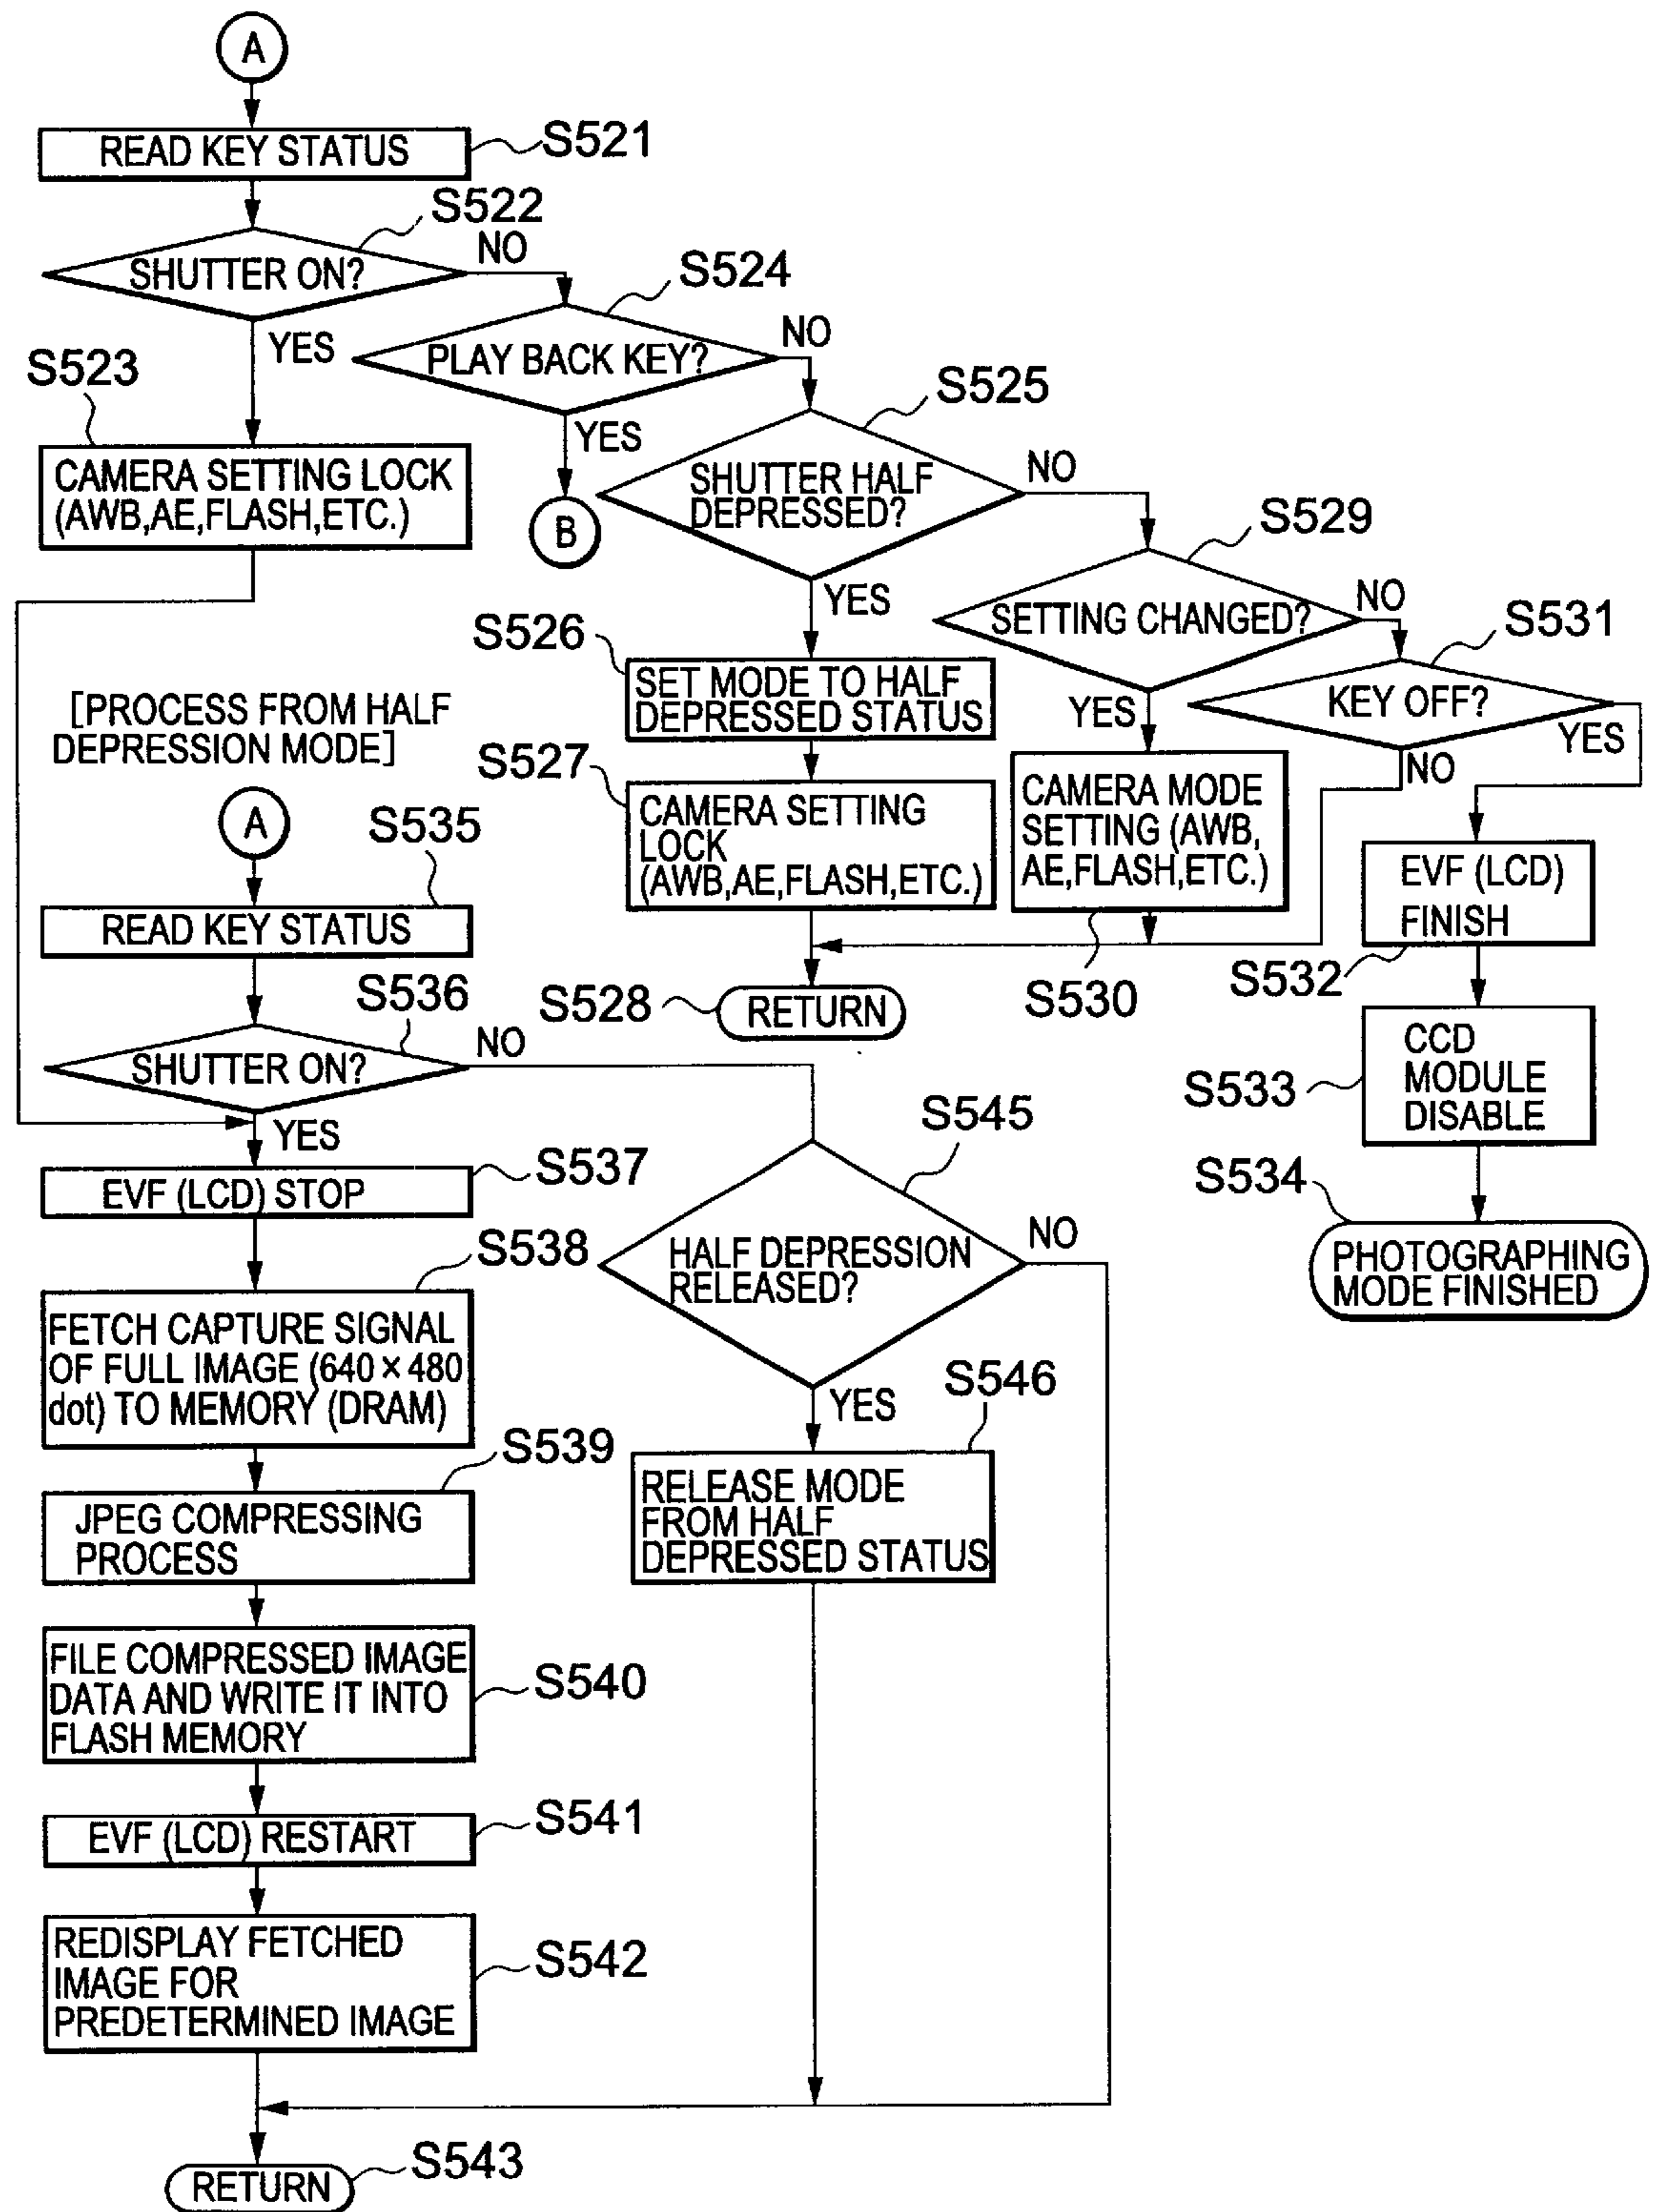 A
READ KEY STATUS
S521
S522
SHUTTER ON?
NO
YES
S523
CAMERA SETTING LOCK
(AWB,AE,FLASH,ETC.)
S524
PLAY BACK KEY?
NO
YES
B
S525
SHUTTER HALF
DEPRESSED?
NO
YES
S526
SET MODE TO HALF
DEPRESSED STATUS
S527
CAMERA SETTING
LOCK
(AWB,AE,FLASH,ETC.)
S528
RETURN
S529
SETTING CHANGED?
NO
YES
CAMERA MODE
SETTING (AWB,
AE,FLASH,ETC.)
S530
S531
KEY OFF?
YES
NO
EVF (LCD)
FINISH
S532
CCD
MODULE
DISABLE
S533
S534
PHOTOGRAPHING
MODE FINISHED
[PROCESS FROM HALF
DEPRESSION MODE]
A
S535
READ KEY STATUS
S536
SHUTTER ON?
NO
YES
S537
EVF (LCD) STOP
S538
FETCH CAPTURE SIGNAL
OF FULL IMAGE (640×480
dot) TO MEMORY (DRAM)
S539
JPEG COMPRESSING
PROCESS
FILE COMPRESSED IMAGE
DATA AND WRITE IT INTO
FLASH MEMORY
S540
EVF (LCD) RESTART
S541
REDISPLAY FETCHED
IMAGE FOR
PREDETERMINED IMAGE
S542
S545
HALF DEPRESSION
RELEASED?
NO
YES
S546
RELEASE MODE
FROM HALF
DEPRESSED STATUS
RETURN
S543